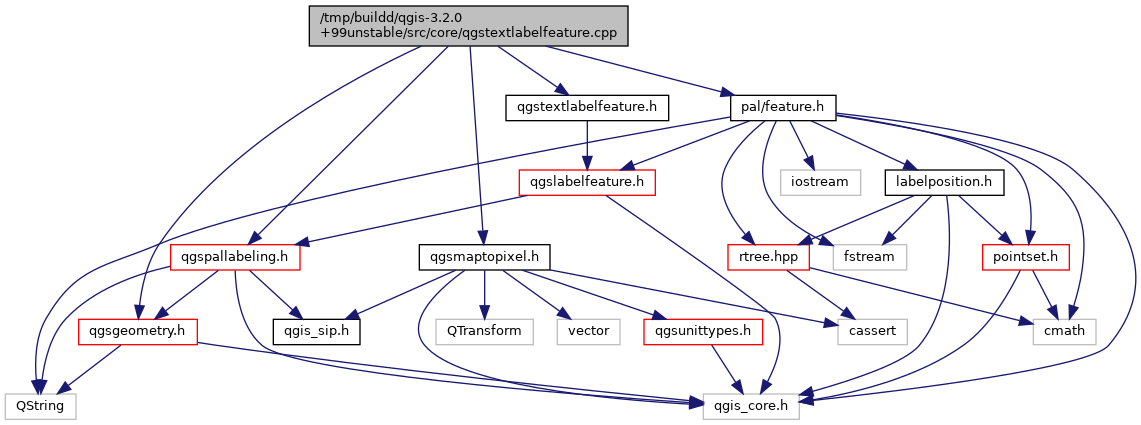 /tmp/buildd/qgis-3.2.0
+99unstable/src/core/qgstextlabelfeature.cpp
qgstextlabelfeature.h
pal/feature.h
qgslabelfeature.h
iostream
labelposition.h
qgspallabeling.h
qgsmaptopixel.h
rtree.hpp
fstream
pointset.h
qgsgeometry.h
qgis_sip.h
QTransform
vector
qgsunittypes.h
cassert
cmath
QString
qgis_core.h